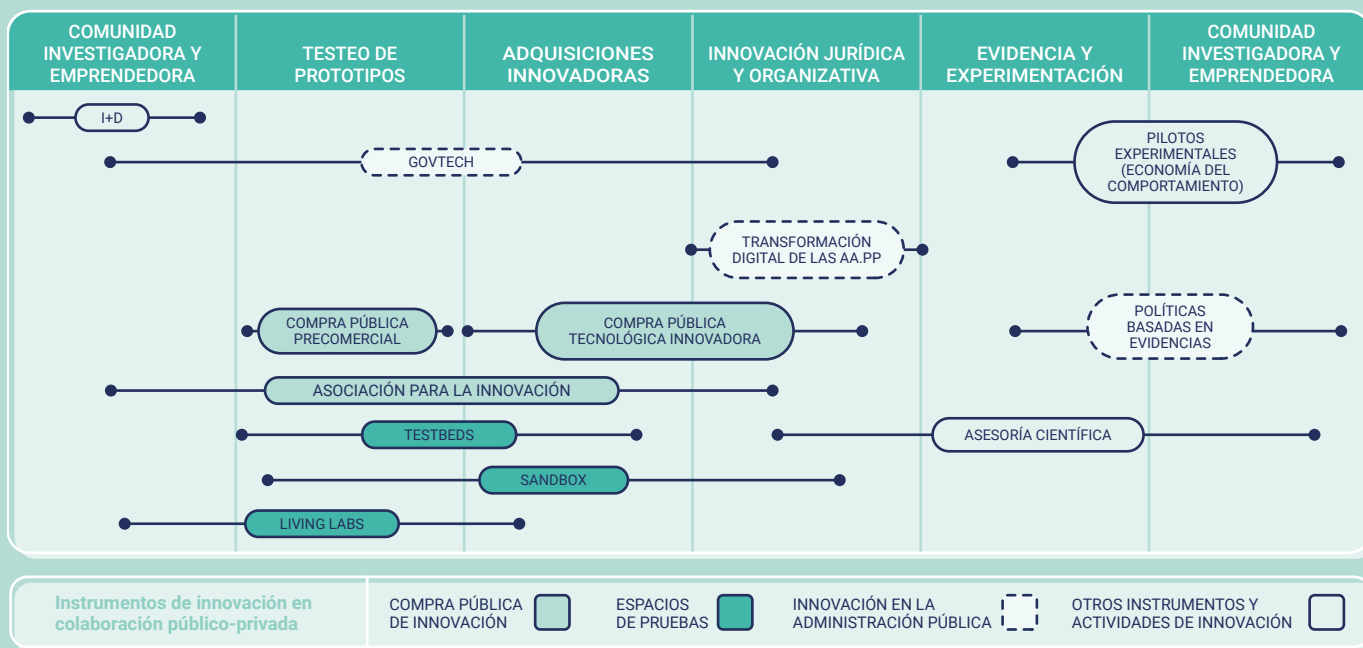 COMUNIDAD
INVESTIGADORA Y
EMPRENDEDORA
TESTEO DE
PROTOTIPOS
ADQUISICIONES
INNOVADORAS
INNOVACIÓN JURÍDICA
Y ORGANIZATIVA
EVIDENCIA Y
EXPERIMENTACIÓN
COMUNIDAD
INVESTIGADORA Y
EMPRENDEDORA
I+D
GOVTECH
PILOTOS
EXPERIMENTALES
(ECONOMÍA DEL
COMPORTAMIENTO)
TRANSFORMACIÓN
DIGITAL DE LAS AA.PP
COMPRA PÚBLICA
PRECOMERCIAL
COMPRA PÚBLICA
TECNOLÓGICA INNOVADORA
POLÍTICAS
BASADAS EN
EVIDENCIAS
ASOCIACIÓN PARA LA INNOVACIÓN
TESTBEDS
ASESORÍA CIENTÍFICA
SANDBOX
LIVING LABS
Instrumentos de innovación en
colaboración público-privada
COMPRA PÚBLICA
DE INNOVACIÓN
ESPACIOS
DE PRUEBAS
INNOVACIÓN EN LA
ADMINISTRACIÓN PÚBLICA
OTROS INSTRUMENTOS Y
ACTIVIDADES DE INNOVACIÓN